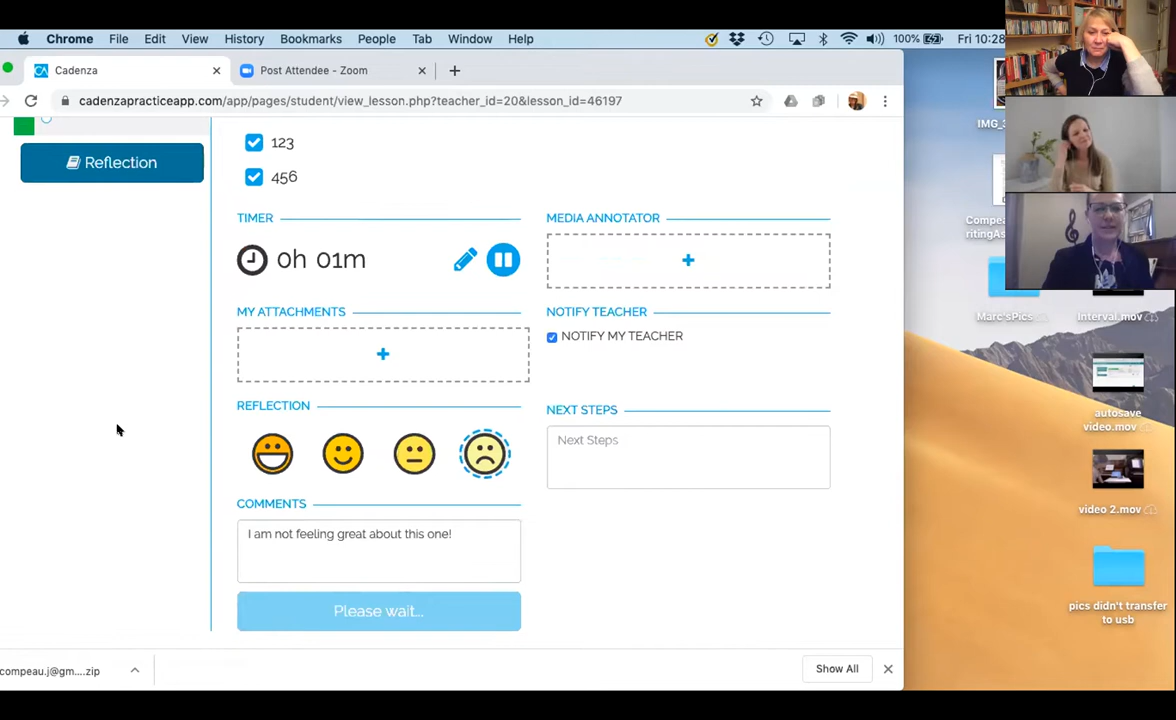 Chrome File Edit View History Bookmarks People Tab Window Help 100% Fri 10:28
Cadenza
Post Attendee - Zoom
cadenzapracticeapp.com/app/pages/student/view_lesson.php?teacher_id=20&lesson_id=46197
Reflection
123
456
TIMER
0h 01m
MEDIA ANNOTATOR
MY ATTACHMENTS
NOTIFY TEACHER
NOTIFY MY TEACHER
REFLECTION
NEXT STEPS
Next Steps
COMMENTS
I am not feeling great about this one!
Please wait...
compeau.j@gm....zip
Show All
IMG_3
Compea
ritingAs
Marc'sPics
Interval.mov
autosave
video.mov
video 2.mov
pics didn't transfer
to usb